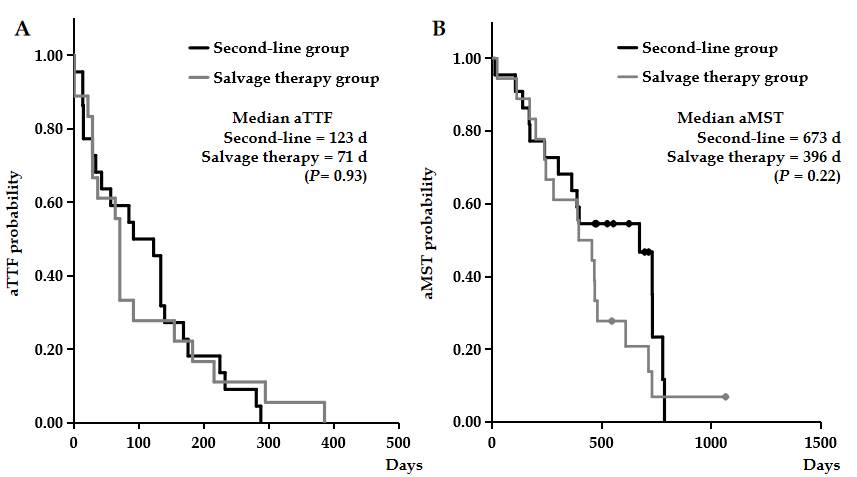 A
Second-line group
Salvage therapy group
Median aTTF
Second-line = 123 d
Salvage therapy = 71 d
(P= 0.93)
aTTF probability
1.00
0.80
0.60
0.40
0.20
0.00
0
100
200
300
400
500
Days
B
Second-line group
Salvage therapy group
Median aMST
Second-line = 673 d
Salvage therapy = 396 d
(P = 0.22)
aMST probability
1.00
0.80
0.60
0.40
0.20
0.00
0
500
1000
1500
Days